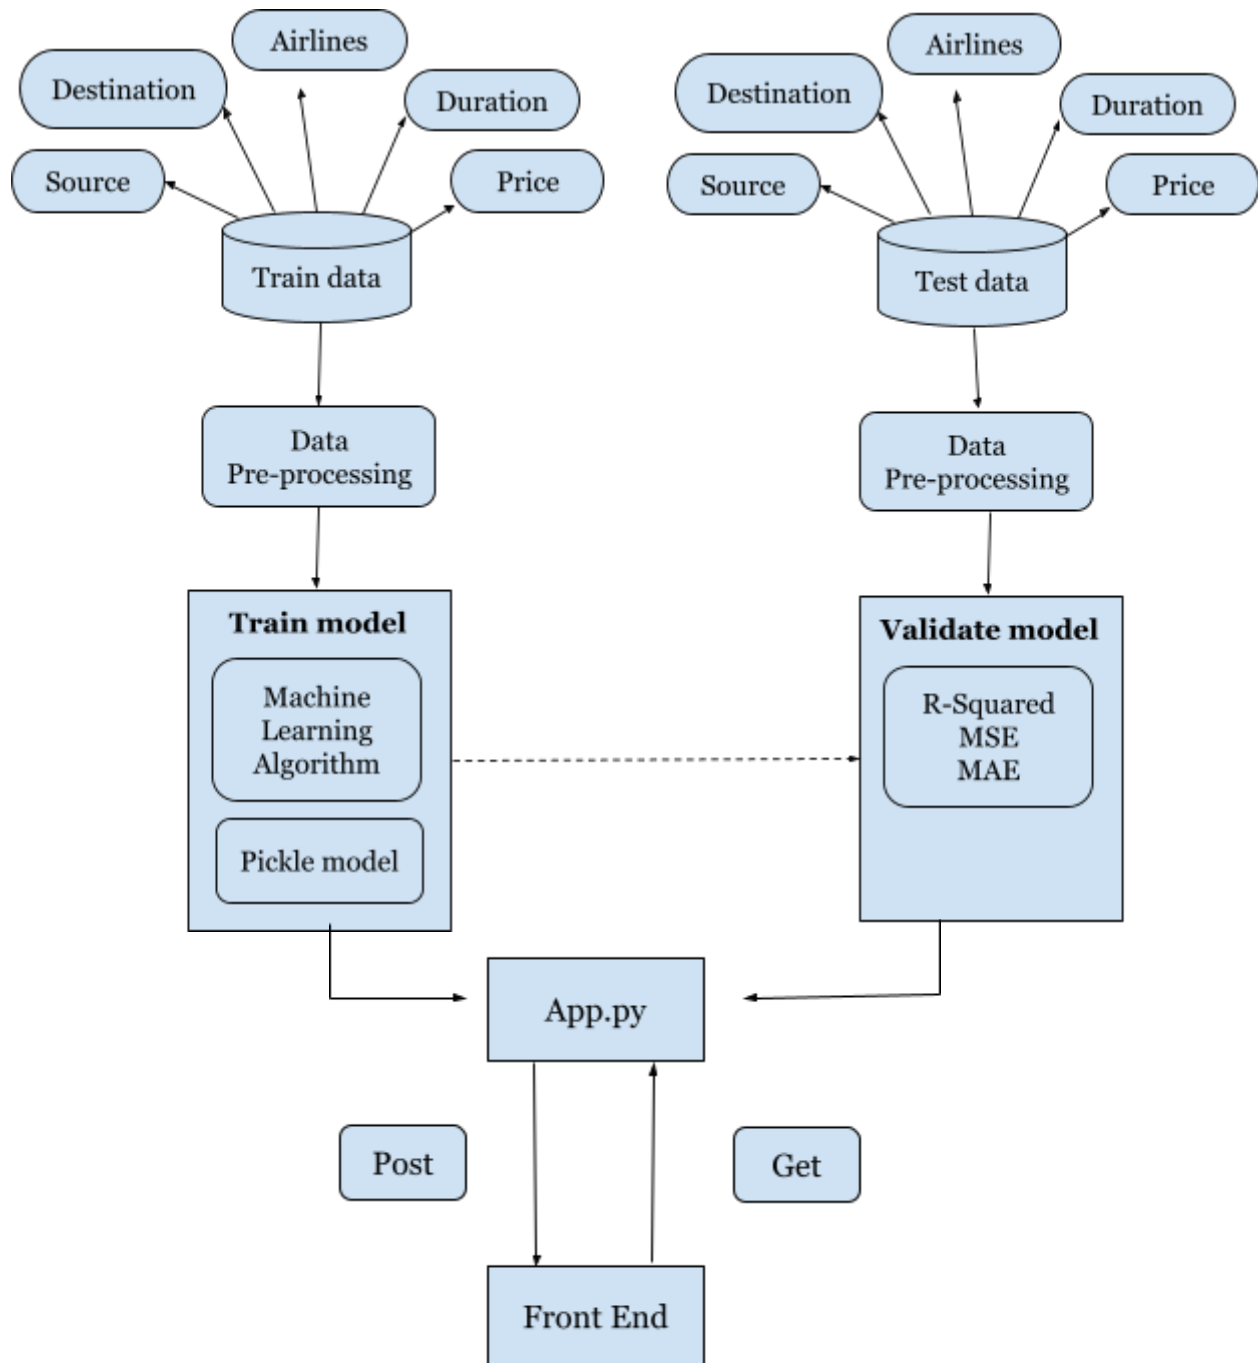 Airlines
Destination
Duration
Source
Price
Train data
Data
Pre-processing
Train model
Machine
Learning
Algorithm
Pickle model
Airlines
Destination
Duration
Source
Price
Test data
Data
Pre-processing
Validate model
R-Squared
MSE
MAE
App.py
Post
Get
Front End